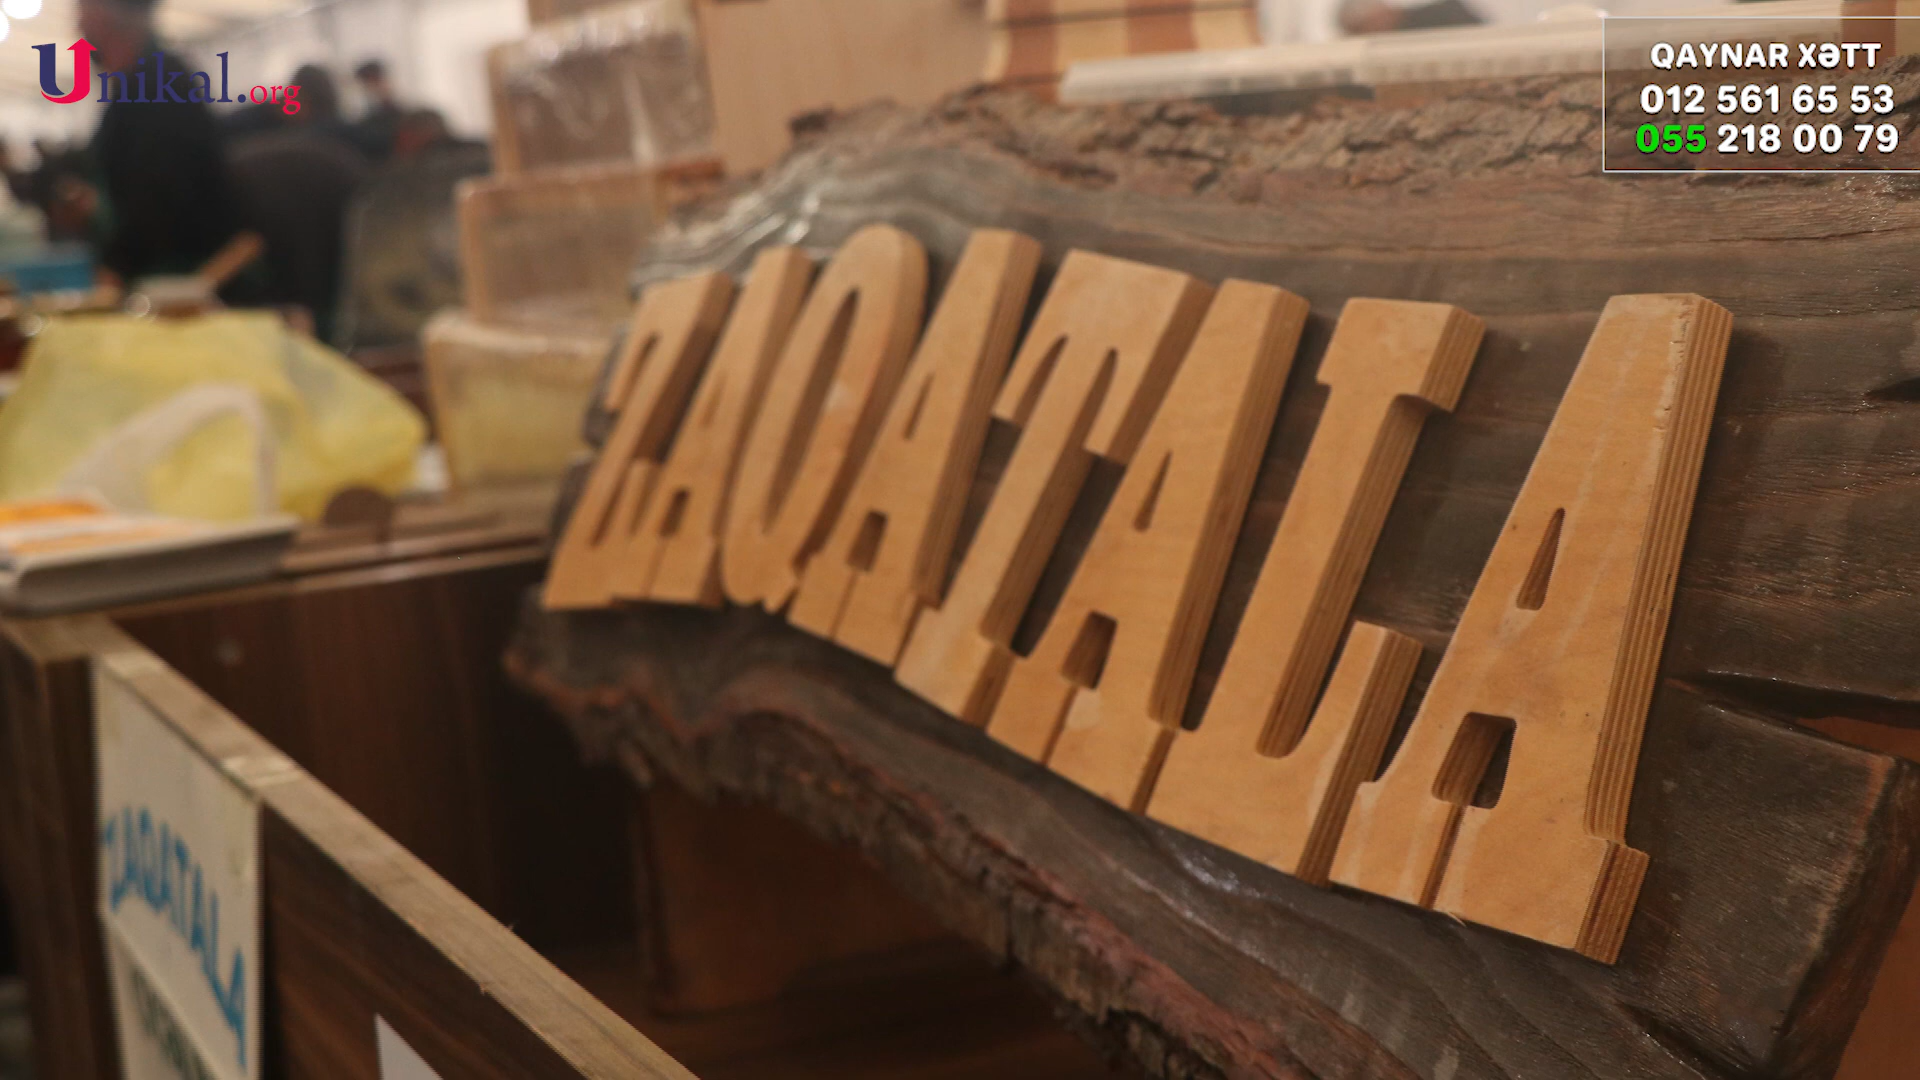 Unikal.org
QAYNAR XƏTT
012 561 65 53
055 218 00 79
ZAQATALA
ZAQATALA